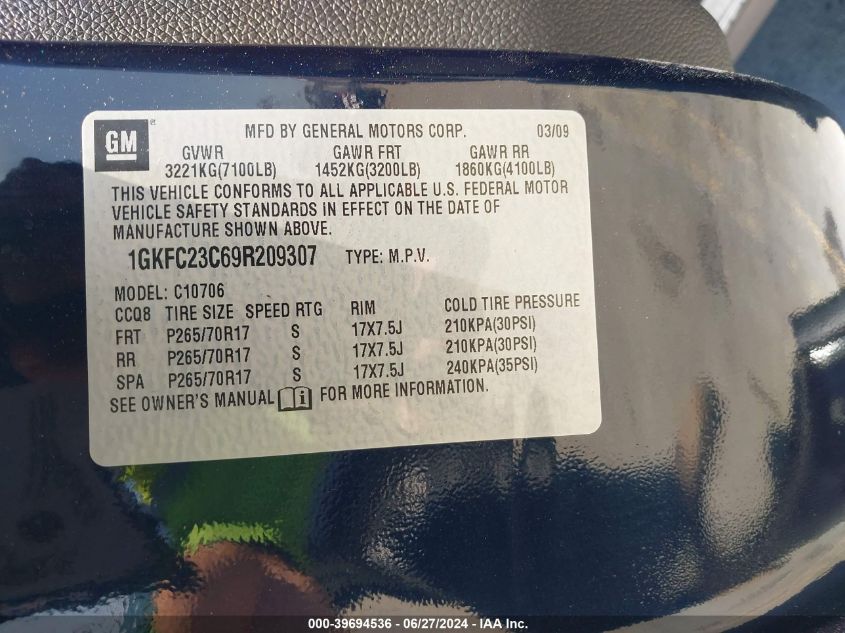 GM ®
MFD BY GENERAL MOTORS CORP. 03/09
GVWR GAWR FRT GAWR RR
3221KG(7100LB) 1452KG(3200LB) 1860KG(4100LB)
THIS VEHICLE CONFORMS TO ALL APPLICABLE U.S. FEDERAL MOTOR
VEHICLE SAFETY STANDARDS IN EFFECT ON THE DATE OF
MANUFACTURE SHOWN ABOVE.
1GKFC23C69R209307 TYPE: M.P.V.
MODEL: C10706
CCQ8 TIRE SIZE SPEED RTG RIM COLD TIRE PRESSURE
FRT P265/70R17 S 17X7.5J 210KPA(30PSI)
RR P265/70R17 S 17X7.5J 210KPA(30PSI)
SPA P265/70R17 S 17X7.5J 240KPA(35PSI)
SEE OWNER'S MANUAL i FOR MORE INFORMATION.
000-39694536 - 06/27/2024 - IAA Inc.